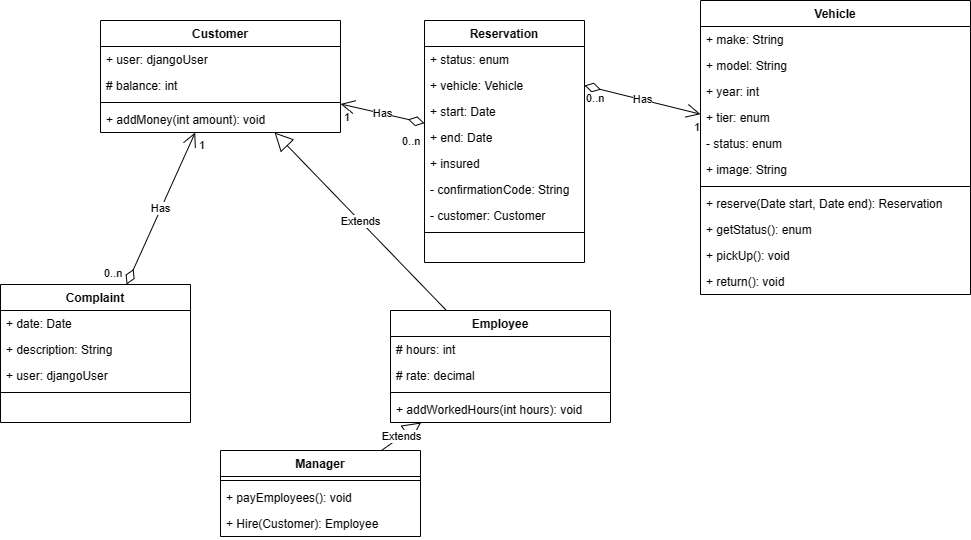 Customer
+ user: djangoUser
# balance: int
+ addMoney(int amount): void
Reservation
+ status: enum
+ vehicle: Vehicle
+ start: Date
+ end: Date
+ insured
- confirmationCode: String
- customer: Customer
Vehicle
+ make: String
+ model: String
+ year: int
+ tier: enum
- status: enum
+ image: String
+ reserve(Date start, Date end): Reservation
+ getStatus(): enum
+ pickUp(): void
+ return(): void
1
Has
0..n
0..n
Has
1
1
Has
0..n
Extends
Complaint
+ date: Date
+ description: String
+ user: djangoUser
Employee
# hours: int
# rate: decimal
+ addWorkedHours(int hours): void
Extends
Manager
+ payEmployees(): void
+ Hire(Customer): Employee